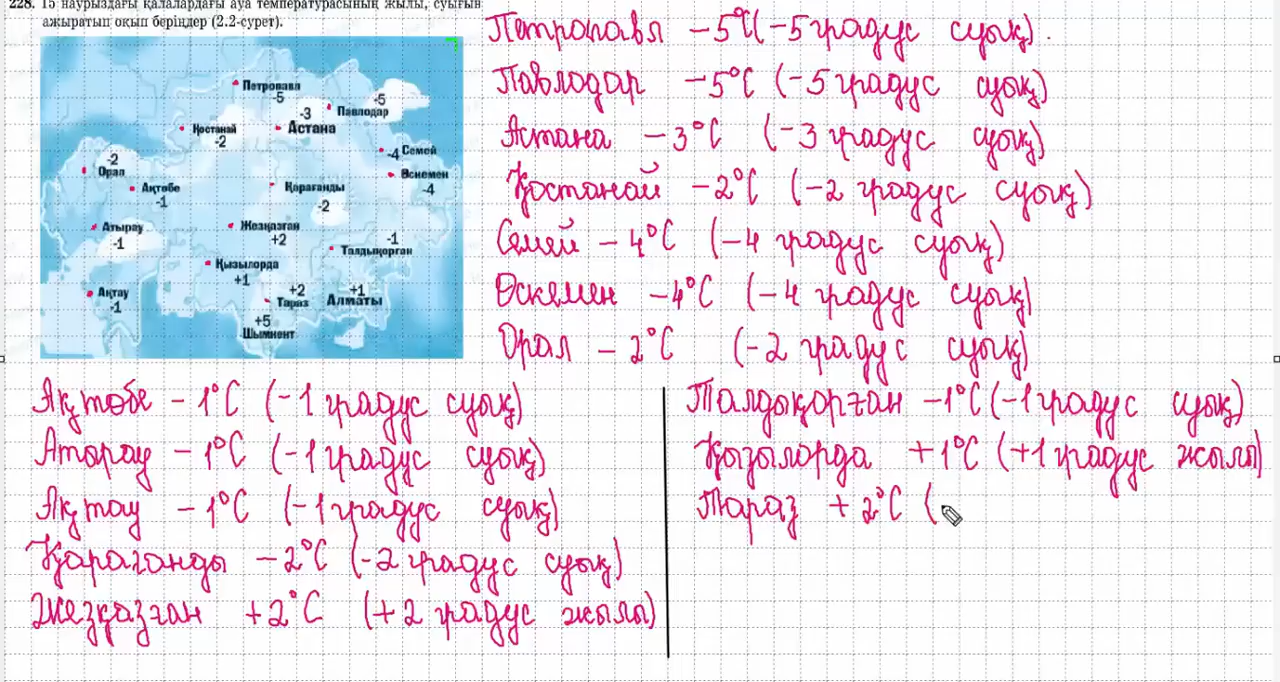 228. 15 наурыздағы қалалардағы ауа температурасының жылы, суығын
ажыратып оқып беріңдер (2.2-сурет).
Петропавл
-5
-3
-5
Павлодар
Қостанай
-2
Астана
-4 Семей
Өскемен
-4
-2
Орал
Ақтөбе
-1
Қарағанды
-2
Атырау
-1
Жезқазған
+2
-1
Талдықорған
Қызылорда
+1
Ақтау
-1
+2
Тараз
+1
Алматы
+5
Шымкент
Петропавл -5°C (-5 градус суық).
Павлодар -5°C (-5 градус суық)
Астана -3°C (-3 градус суық)
Қостанай -2°C (-2 градус суық)
Семей -4°C (-4 градус суық)
Өскемен -4°C (-4 градус суық)
Орал -2°C (-2 градус суық)
Ақтөбе -1°C (-1 градус суық)
Атырау -1°C (-1 градус суық)
Ақтау -1°C (-1 градус суық)
Қарағанды -2°C (-2 градус суық)
Жезқазған +2°C (+2 градус жылы)
Талдықорған -1°C (-1 градус суық)
Қызылорда +1°C (+1 градус жылы)
Тараз +2°C (